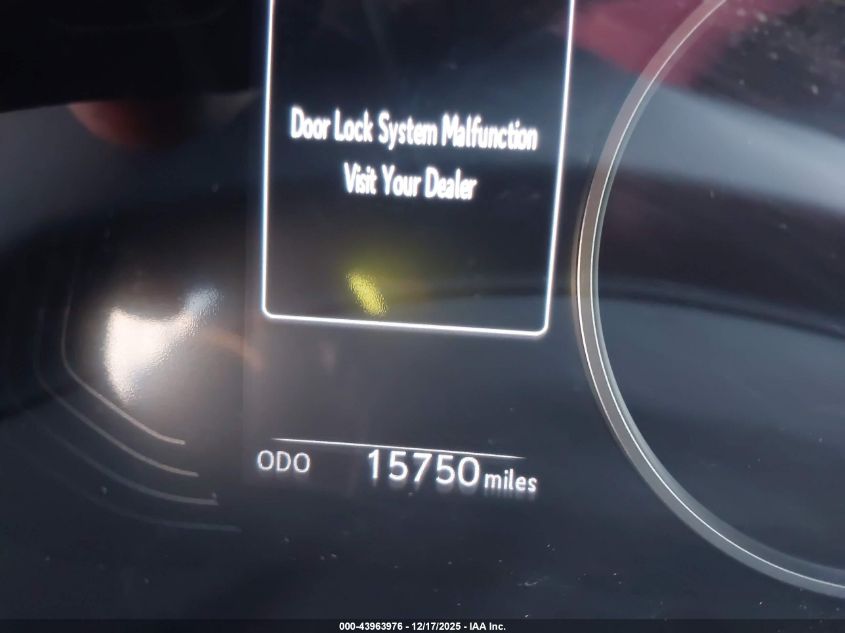 Door Lock System Malfunction
Visit Your Dealer
ODO 15750 miles
000-43963976 - 12/17/2025 - IAA Inc.